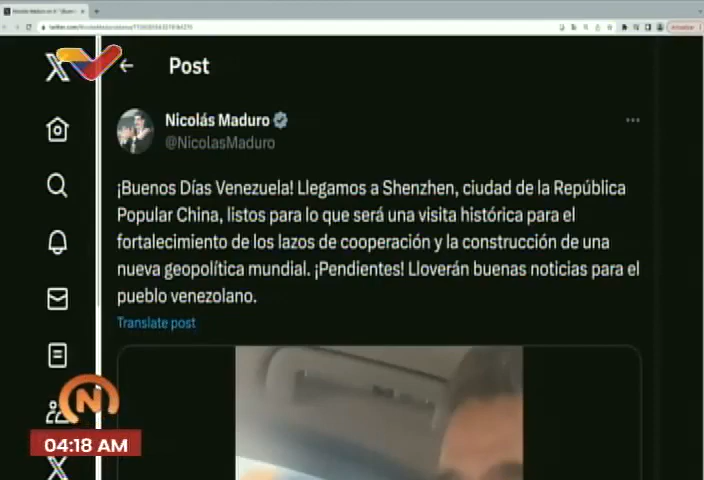 Post
Nicolás Maduro
@NicolasMaduro
¡Buenos Días Venezuela! Llegamos a Shenzhen, ciudad de la República
Popular China, listos para lo que será una visita histórica para el
fortalecimiento de los lazos de cooperación y la construcción de una
nueva geopolítica mundial. ¡Pendientes! Lloverán buenas noticias para el
pueblo venezolano.
Translate post
N
04:18 AM